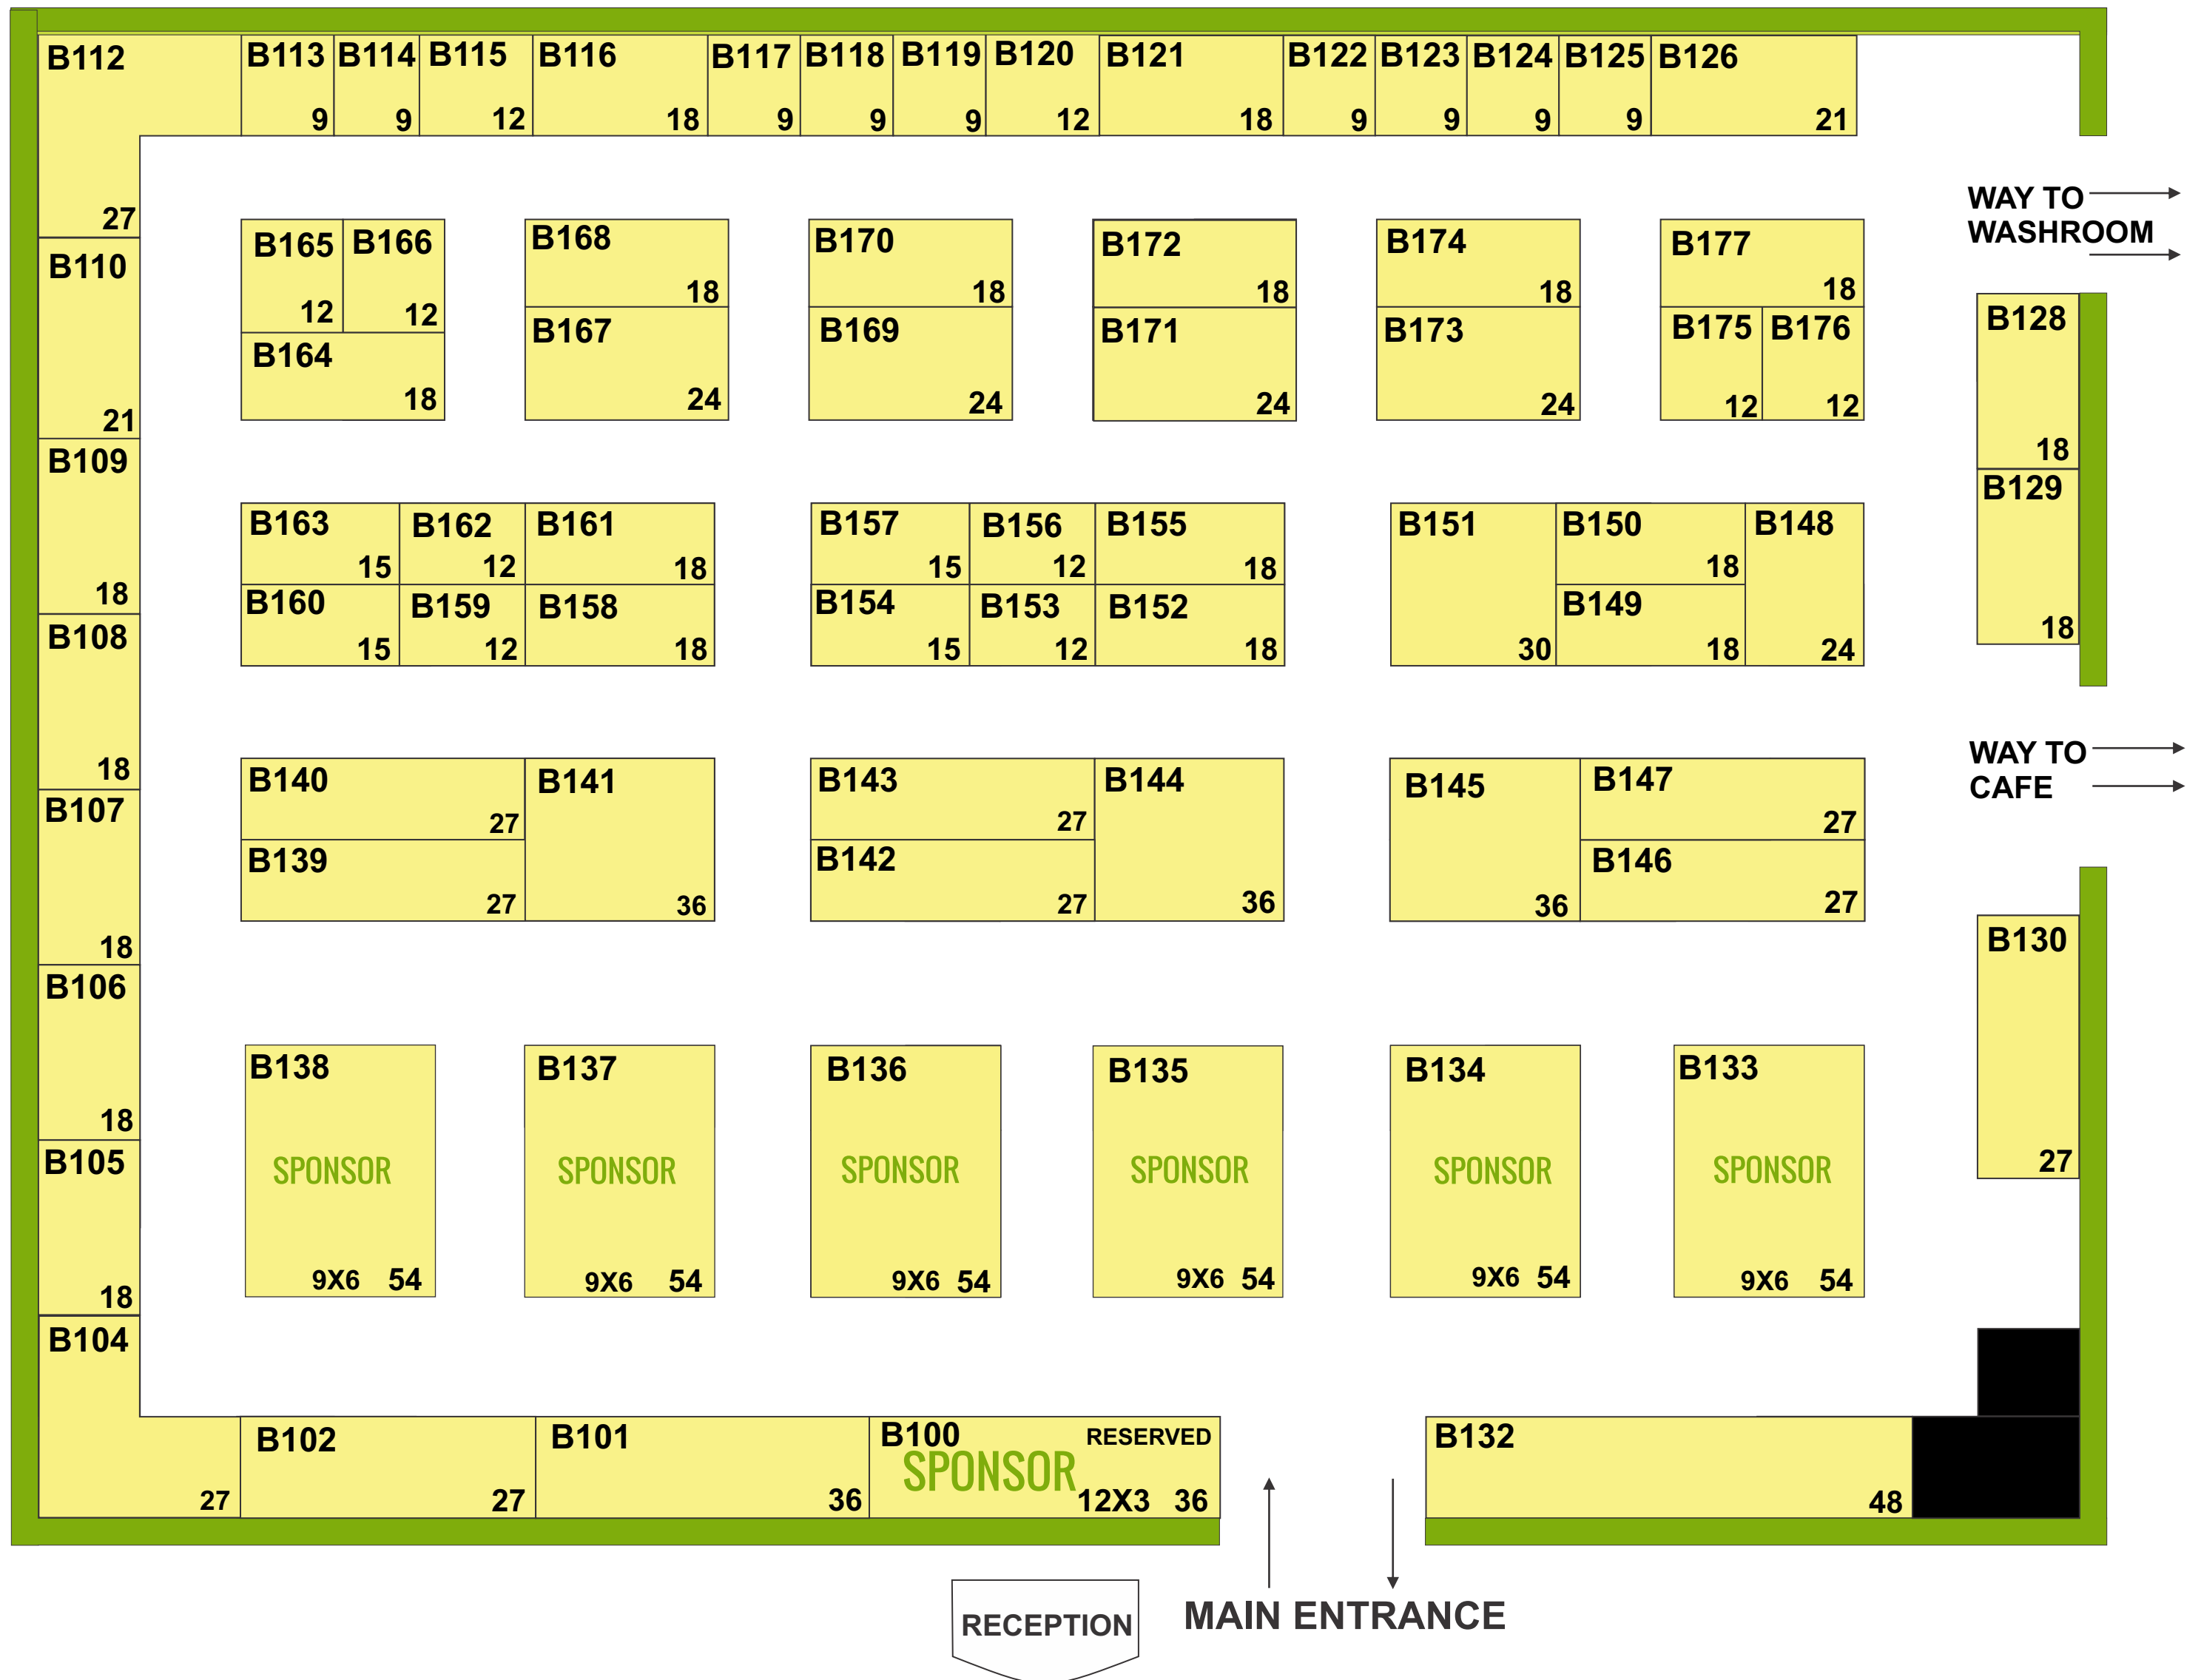 B112 B113 B114 B115 B116 B117 B118 B119 B120 B121 B122 B123 B124 B125 B126
9 9 12 18 9 9 9 12 18 9 9 9 9 21
27
WAY TO
WASHROOM
B110
21
B165 B166 B168 B170 B172 B174 B177
12 12 18 18 18 18 18
B164 B167 B169 B171 B173 B175 B176
18 24 24 24 24 12 12
B128
18
B129
18
B109
18
B163 B162 B161 B157 B156 B155 B151 B150 B148
15 12 18 15 12 18 18
B160 B159 B158 B154 B153 B152 B149
15 12 18 15 12 18 30 18 24
B108
18
WAY TO
CAFE
B107
18
B140 B141 B143 B144 B145 B147
27 27 27
B139 B142 B146
27 36 27 36 36 27
B130
27
B106
18
B138 B137 B136 B135 B134 B133
SPONSOR SPONSOR SPONSOR SPONSOR SPONSOR SPONSOR
9X6 54 9X6 54 9X6 54 9X6 54 9X6 54 9X6 54
B105
18
B104
27
B102
27
B101
36
B100 RESERVED
SPONSOR
12X3 36
B132
48
RECEPTION
MAIN ENTRANCE